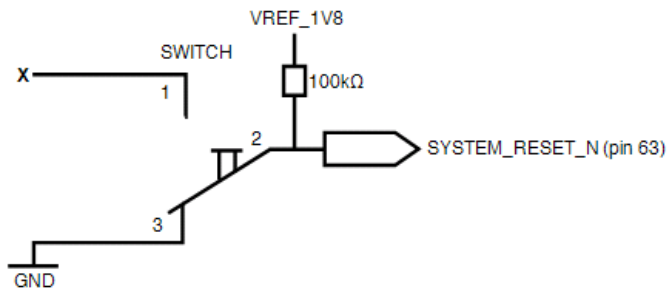 VREF_1V8
SWITCH
X
1
100kΩ
2
SYSTEM_RESET_N (pin 63)
3
GND